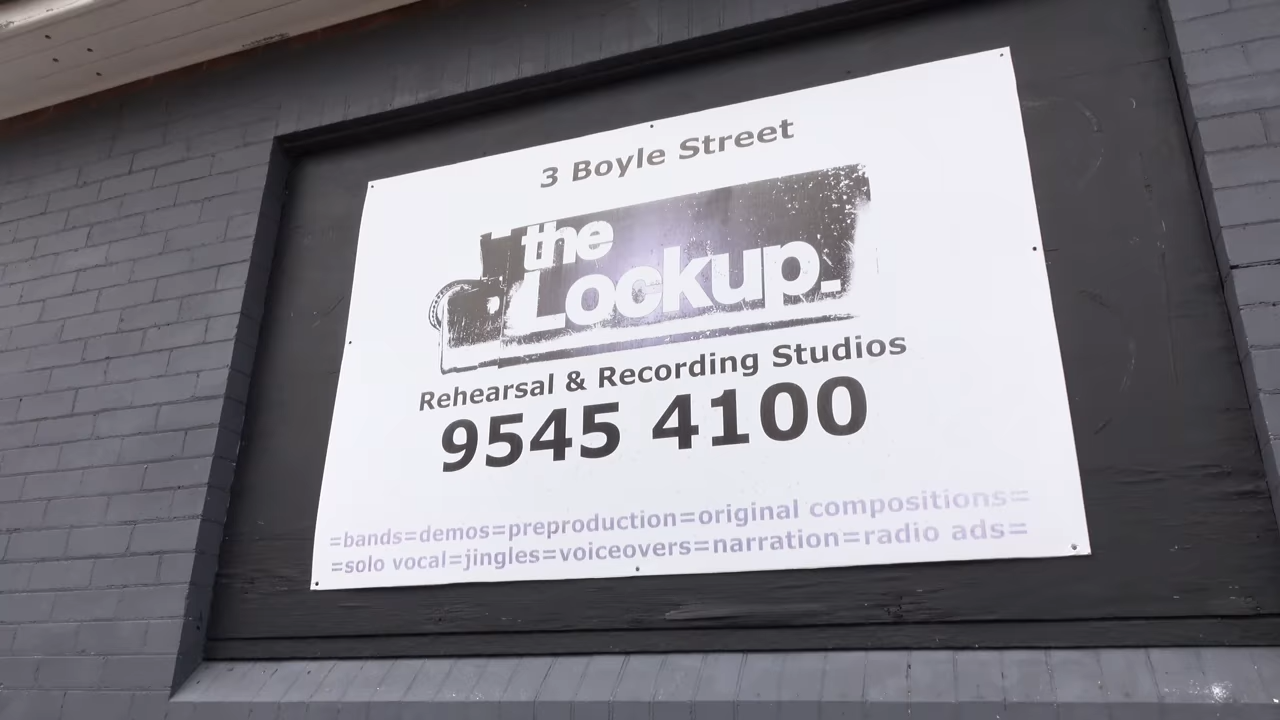 3 Boyle Street
the
Lockup.
Rehearsal & Recording Studios
9545 4100
=bands=demos=preproduction=original compositions=
=solo vocal=jingles=voiceovers=narration=radio ads=